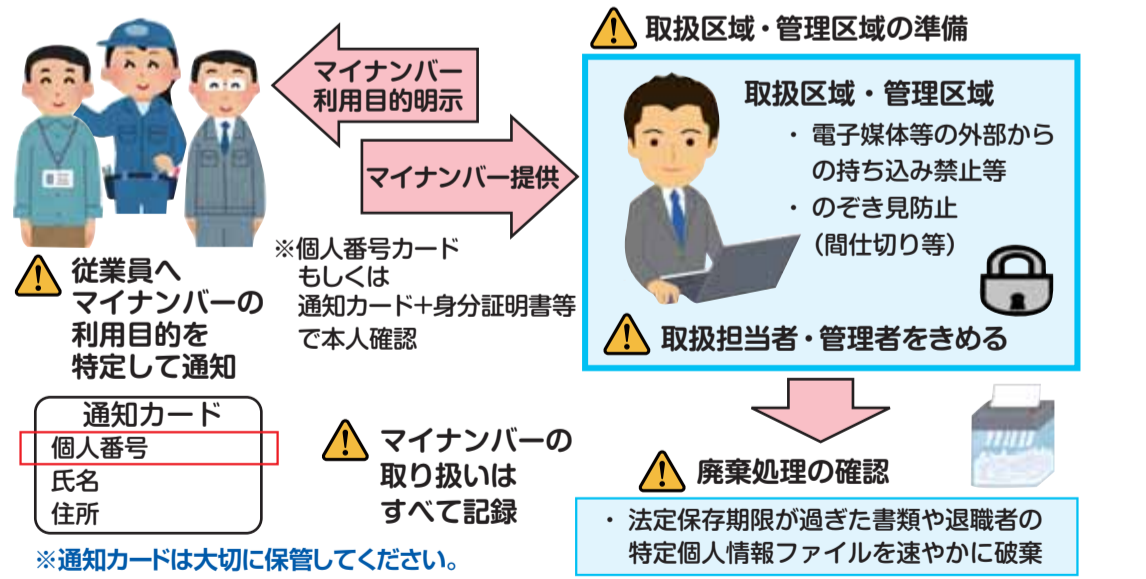 マイナンバー
利用目的明示
マイナンバー提供
※個人番号カード
もしくは
通知カード＋身分証明書等
で本人確認
従業員へ
マイナンバーの
利用目的を
特定して通知
通知カード
個人番号
氏名
住所
※通知カードは大切に保管してください。
マイナンバーの
取り扱いは
すべて記録
取扱区域・管理区域の準備
取扱区域・管理区域
・ 電子媒体等の外部から
の持ち込み禁止等
・ のぞき見防止
（間仕切り等）
取扱担当者・管理者をきめる
廃棄処理の確認
・ 法定保存期限が過ぎた書類や退職者の
特定個人情報ファイルを速やかに破棄